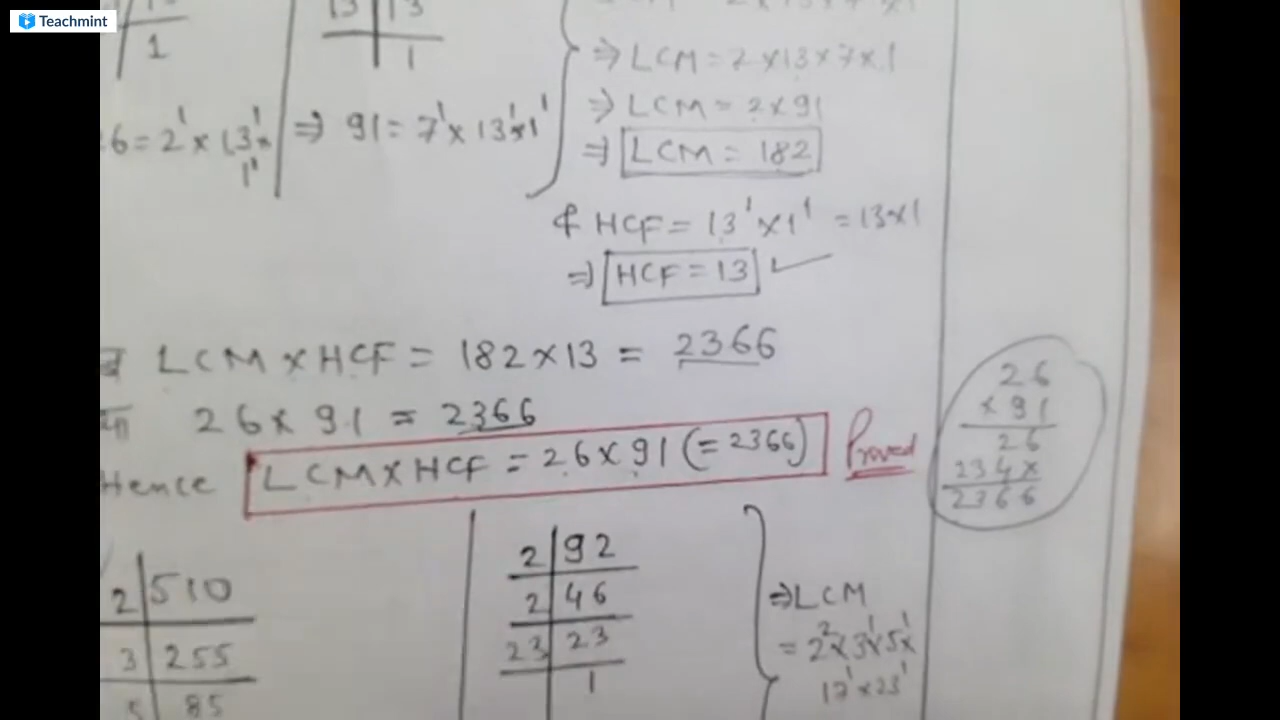 Teachmint
1
13 | 13
1
⇒ LCM = 2×13×7×1
26 = 2¹ × 13¹ ×
1¹
⇒ 91 = 7¹ × 13¹ × 1¹
⇒ LCM = 2×91
⇒ LCM = 182
& HCF = 13¹ × 1¹ = 13×1
⇒ HCF = 13 ✓
व LCM × HCF = 182×13 = 2366
26 × 91 = 2366
Hence LCM×HCF = 26×91 (= 2366) Proved
26
× 91
26
234×
2366
2 | 510
3 | 255
5 | 85
2 | 92
2 | 46
23 | 23
1
⇒ LCM
= 2²×3¹×5¹×
17¹×23¹